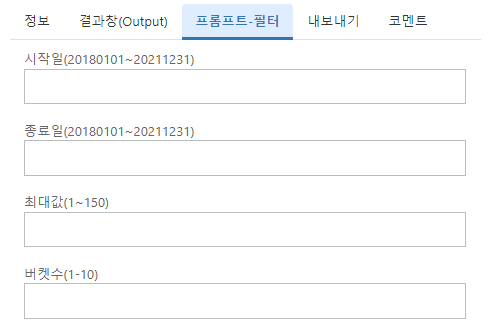 정보 결과창(Output) 프롬프트-필터 내보내기 코멘트
시작일(20180101~20211231)
종료일(20180101~20211231)
최대값(1~150)
버켓수(1-10)